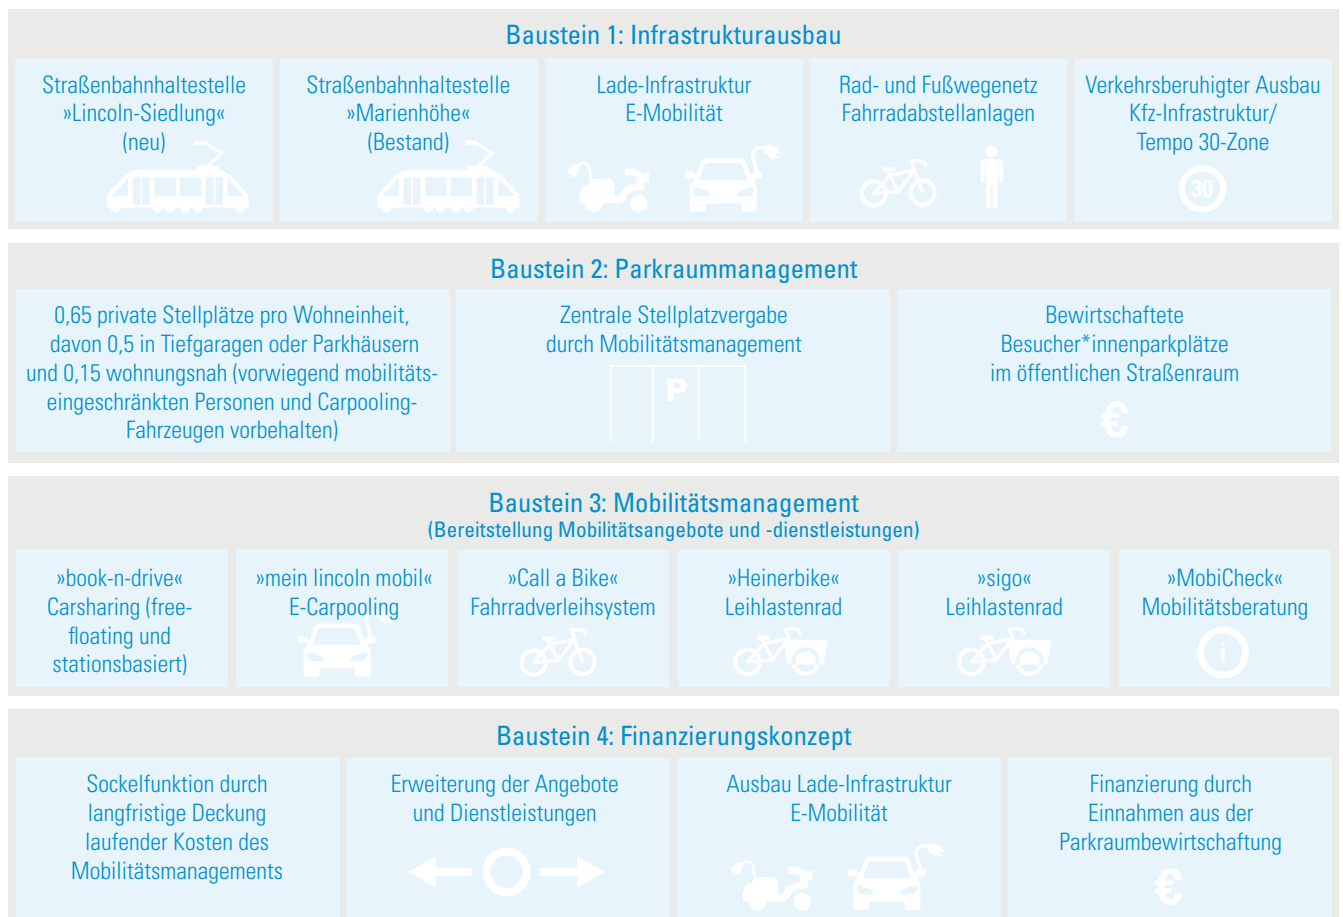 Baustein 1: Infrastrukturausbau
Straßenbahnhaltestelle
»Lincoln-Siedlung«
(neu)
Straßenbahnhaltestelle
»Marienhöhe«
(Bestand)
Lade-Infrastruktur
E-Mobilität
Rad- und Fußwegenetz
Fahrradabstellanlagen
Verkehrsberuhigter Ausbau
Kfz-Infrastruktur/
Tempo 30-Zone
30
Baustein 2: Parkraummanagement
0,65 private Stellplätze pro Wohneinheit,
davon 0,5 in Tiefgaragen oder Parkhäusern
und 0,15 wohnungsnah (vorwiegend mobilitäts-
eingeschränkten Personen und Carpooling-
Fahrzeugen vorbehalten)
Zentrale Stellplatzvergabe
durch Mobilitätsmanagement
P
Bewirtschaftete
Besucher*innenparkplätze
im öffentlichen Straßenraum
€
Baustein 3: Mobilitätsmanagement
(Bereitstellung Mobilitätsangebote und -dienstleistungen)
»book-n-drive«
Carsharing (free-
floating und
stationsbasiert)
»mein lincoln mobil«
E-Carpooling
»Call a Bike«
Fahrradverleihsystem
»Heinerbike«
Leihlastenrad
»sigo«
Leihlastenrad
»MobiCheck«
Mobilitätsberatung
i
Baustein 4: Finanzierungskonzept
Sockelfunktion durch
langfristige Deckung
laufender Kosten des
Mobilitätsmanagements
Erweiterung der Angebote
und Dienstleistungen
Ausbau Lade-Infrastruktur
E-Mobilität
Finanzierung durch
Einnahmen aus der
Parkraumbewirtschaftung
€